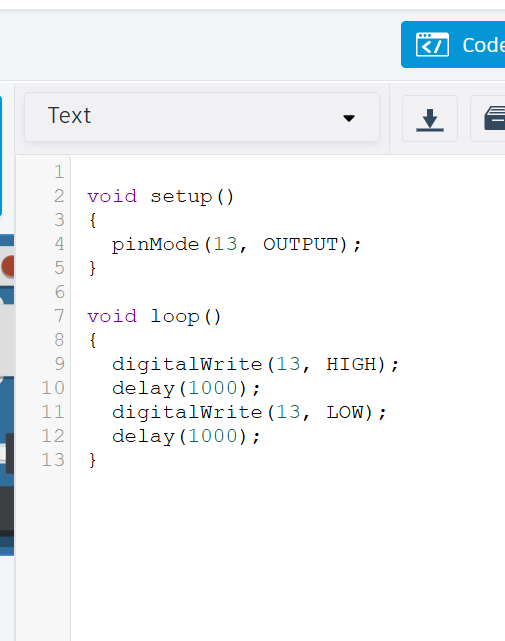 Code
Text
1
2 void setup()
3 {
4   pinMode(13, OUTPUT);
5 }
6
7 void loop()
8 {
9   digitalWrite(13, HIGH);
10   delay(1000);
11   digitalWrite(13, LOW);
12   delay(1000);
13 }